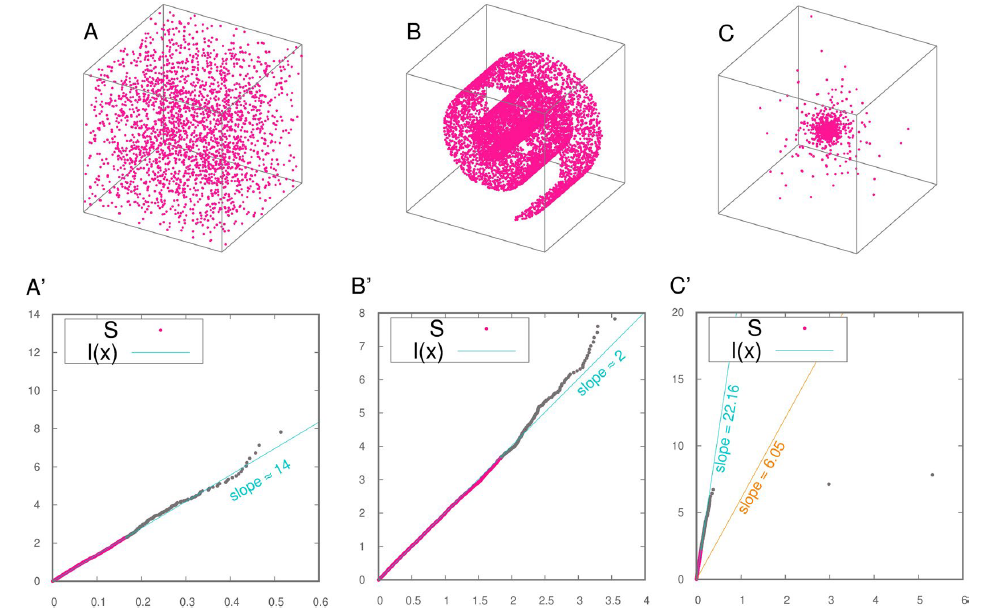 A
B
C
A'
B'
C'
14
12
10
8
6
4
2
0
S
l(x)
slope ≈ 14
0 0.1 0.2 0.3 0.4 0.5 0.6
8
7
6
5
4
3
2
1
0
S
l(x)
slope ≈ 2
0 0.5 1 1.5 2 2.5 3 3.5 4
20
15
10
5
0
S
l(x)
slope = 22.16
slope = 6.05
0 1 2 3 4 5 6